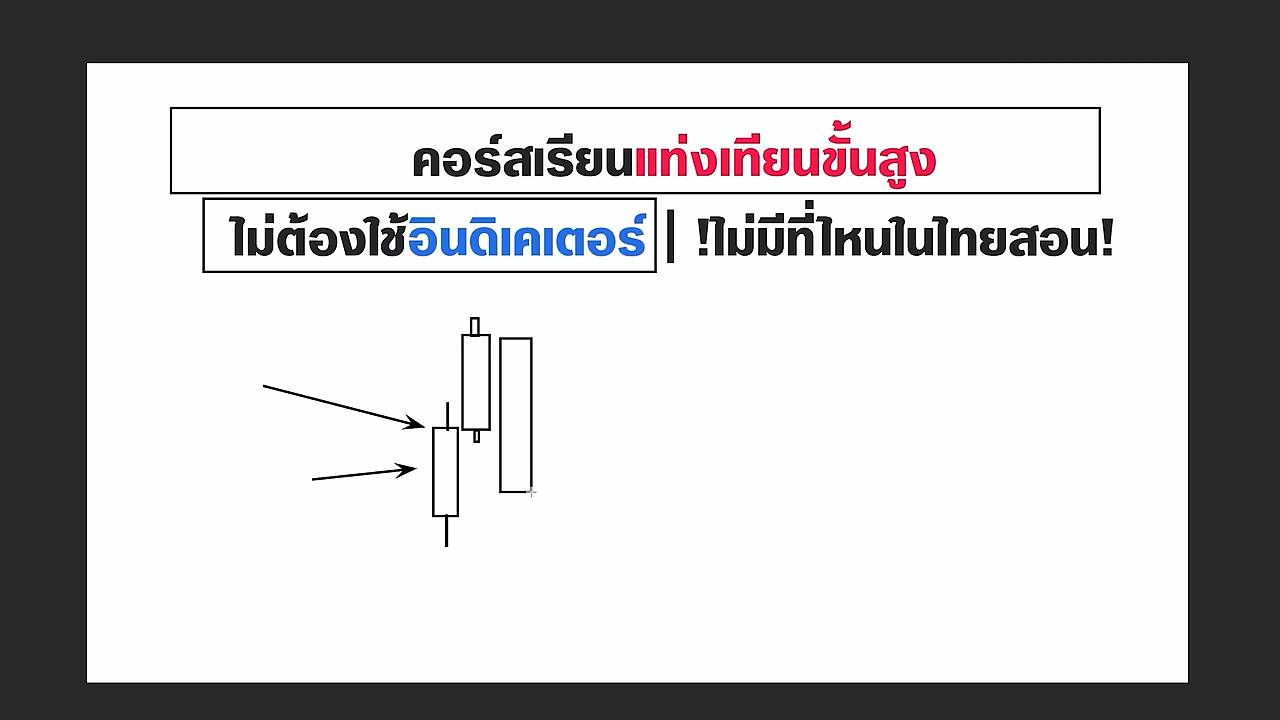 คอร์สเรียนแท่งเทียนขั้นสูง
ไม่ต้องใช้อินดิเคเตอร์ | !ไม่มีที่ไหนในไทยสอน!